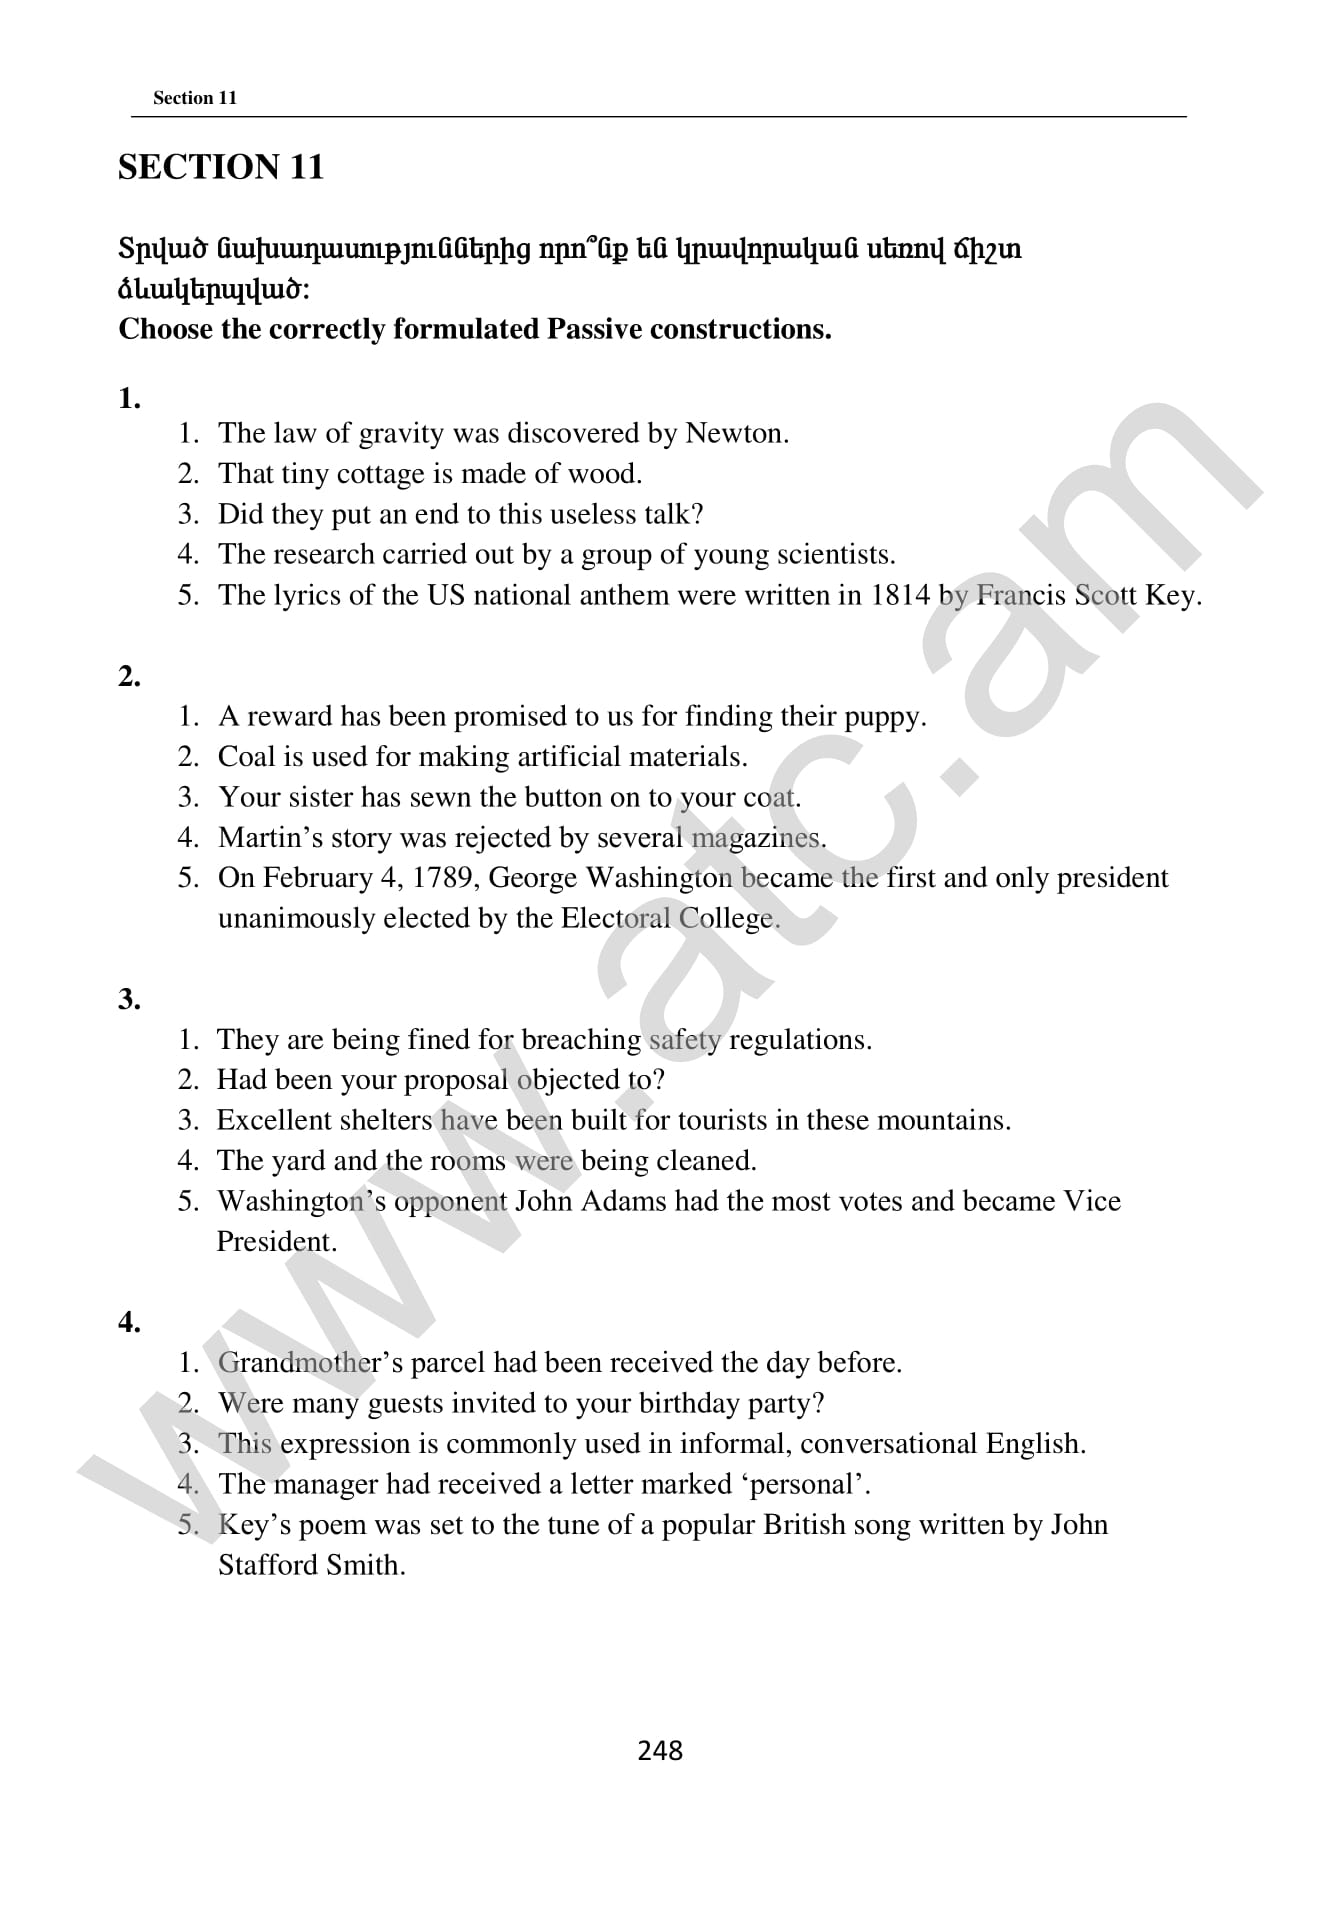 Section 11
SECTION 11
Տրված նախադասություններից որո՞նք են կրավորական սեռով ճիշտ
ձևակերպված:
Choose the correctly formulated Passive constructions.
1.
1. The law of gravity was discovered by Newton.
2. That tiny cottage is made of wood.
3. Did they put an end to this useless talk?
4. The research carried out by a group of young scientists.
5. The lyrics of the US national anthem were written in 1814 by Francis Scott Key.
2.
1. A reward has been promised to us for finding their puppy.
2. Coal is used for making artificial materials.
3. Your sister has sewn the button on to your coat.
4. Martin’s story was rejected by several magazines.
5. On February 4, 1789, George Washington became the first and only president
unanimously elected by the Electoral College.
3.
1. They are being fined for breaching safety regulations.
2. Had been your proposal objected to?
3. Excellent shelters have been built for tourists in these mountains.
4. The yard and the rooms were being cleaned.
5. Washington’s opponent John Adams had the most votes and became Vice
President.
4.
1. Grandmother’s parcel had been received the day before.
2. Were many guests invited to your birthday party?
3. This expression is commonly used in informal, conversational English.
4. The manager had received a letter marked ‘personal’.
5. Key’s poem was set to the tune of a popular British song written by John
Stafford Smith.
248
www.atc.am